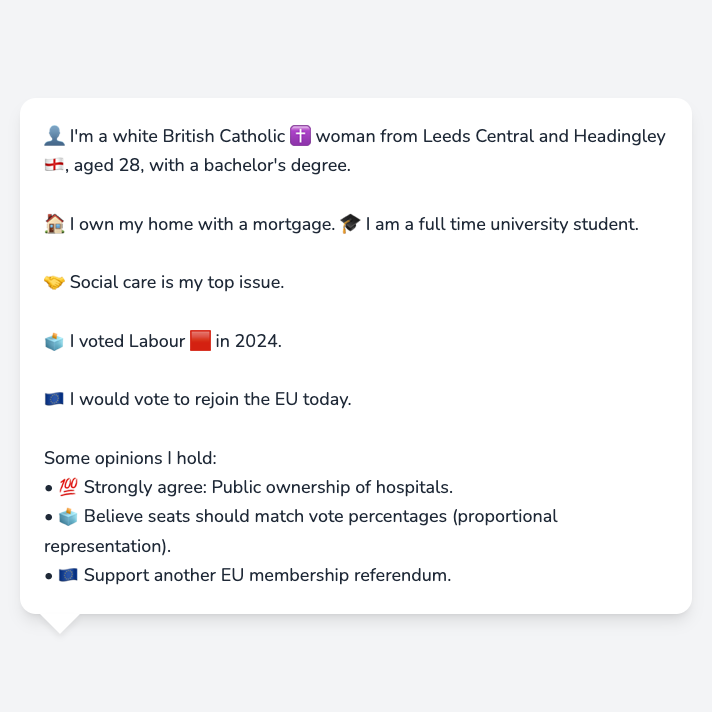 👤 I'm a white British Catholic ✝️ woman from Leeds Central and Headingley
🏴󠁧󠁢󠁥󠁮󠁧󠁿, aged 28, with a bachelor's degree.
🏠 I own my home with a mortgage. 🎓 I am a full time university student.
🤝 Social care is my top issue.
🗳️ I voted Labour 🟥 in 2024.
🇪🇺 I would vote to rejoin the EU today.
Some opinions I hold:
• 💯 Strongly agree: Public ownership of hospitals.
• 🗳️ Believe seats should match vote percentages (proportional
representation).
• 🇪🇺 Support another EU membership referendum.